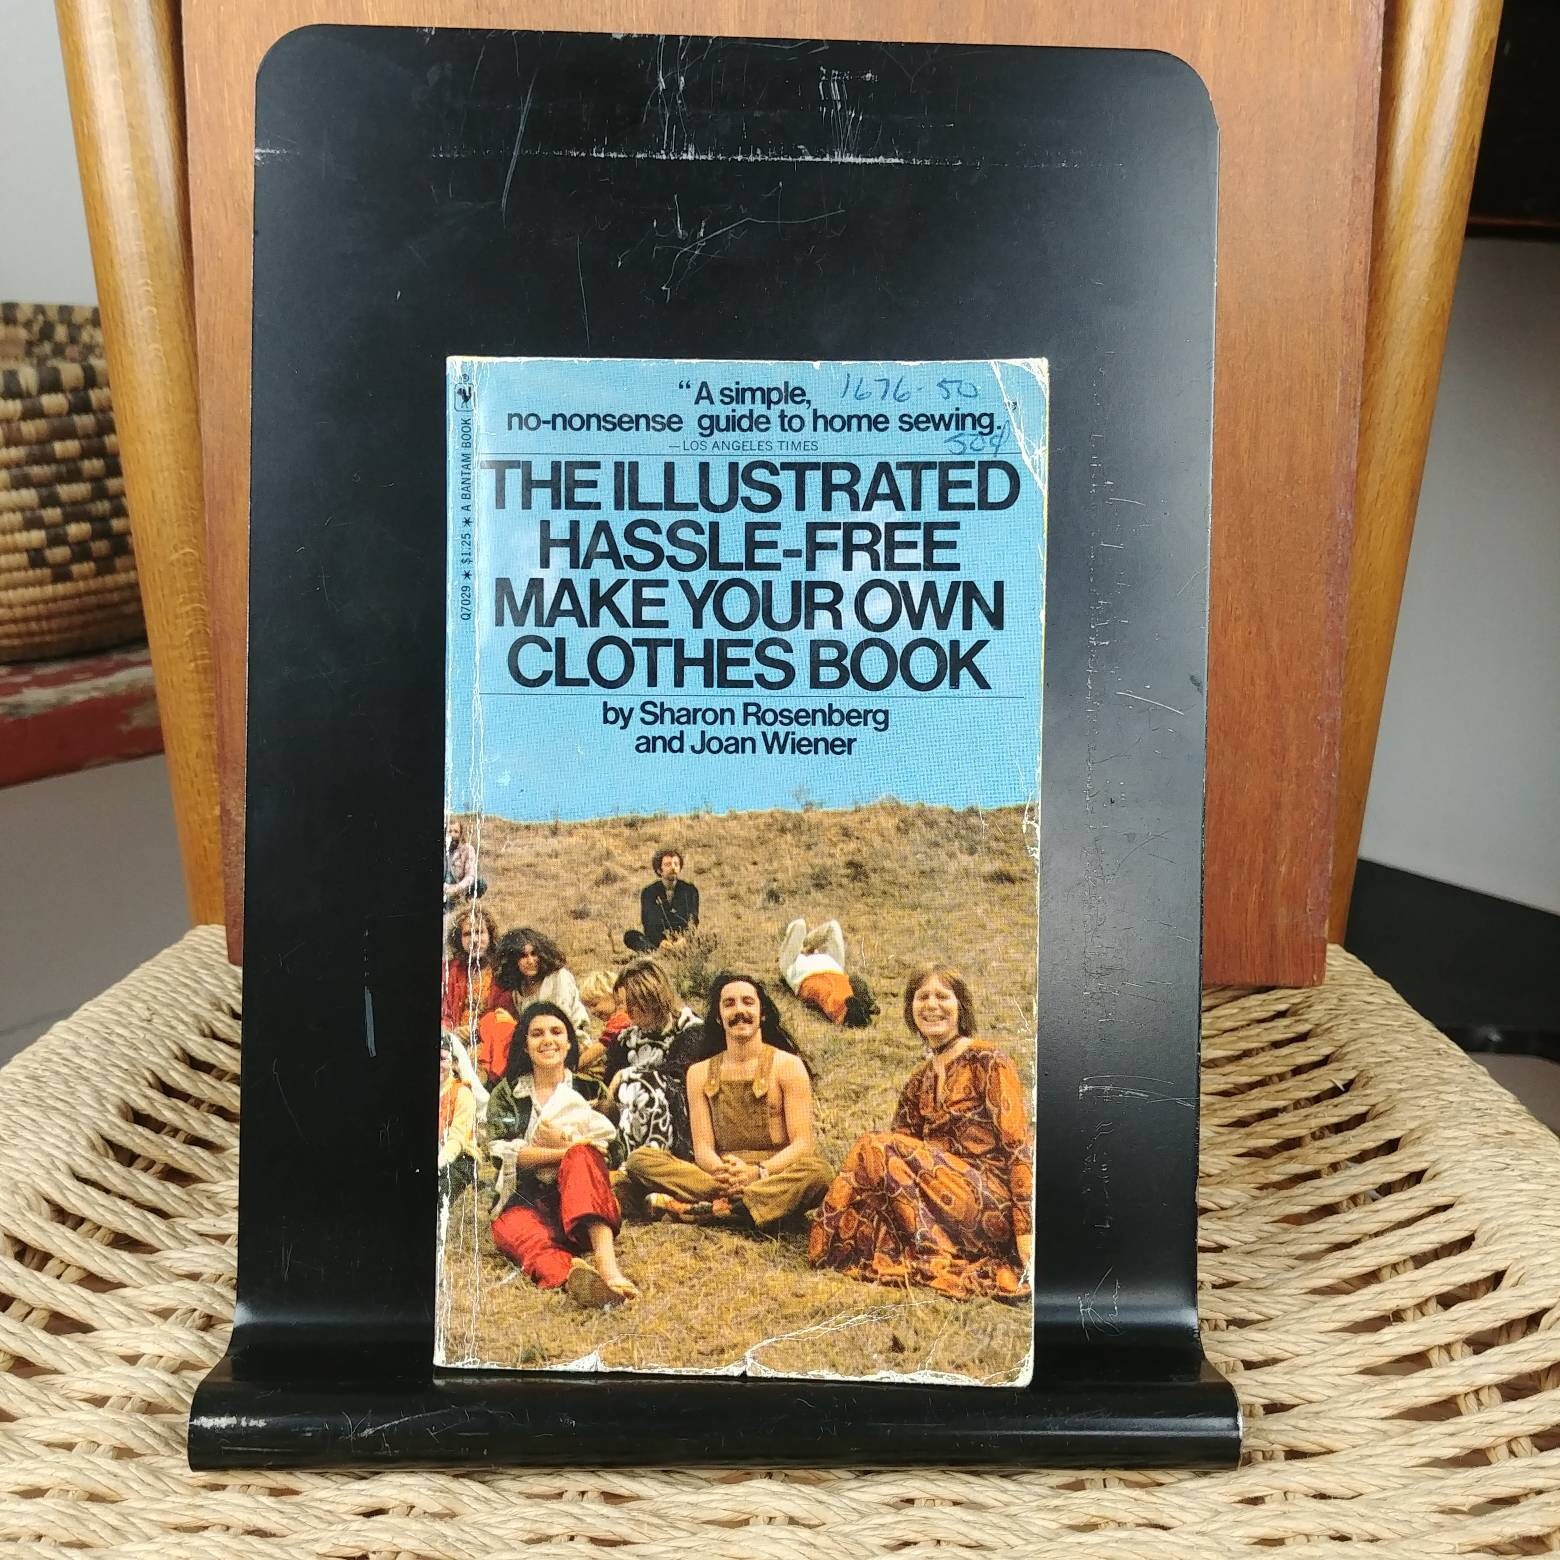 Q7029 * $1.25 * A BANTAM BOOK
1676-50
"A simple,
no-nonsense guide to home sewing."
—LOS ANGELES TIMES
50¢
THE ILLUSTRATED
HASSLE-FREE
MAKE YOUR OWN
CLOTHES BOOK
by Sharon Rosenberg
and Joan Wiener